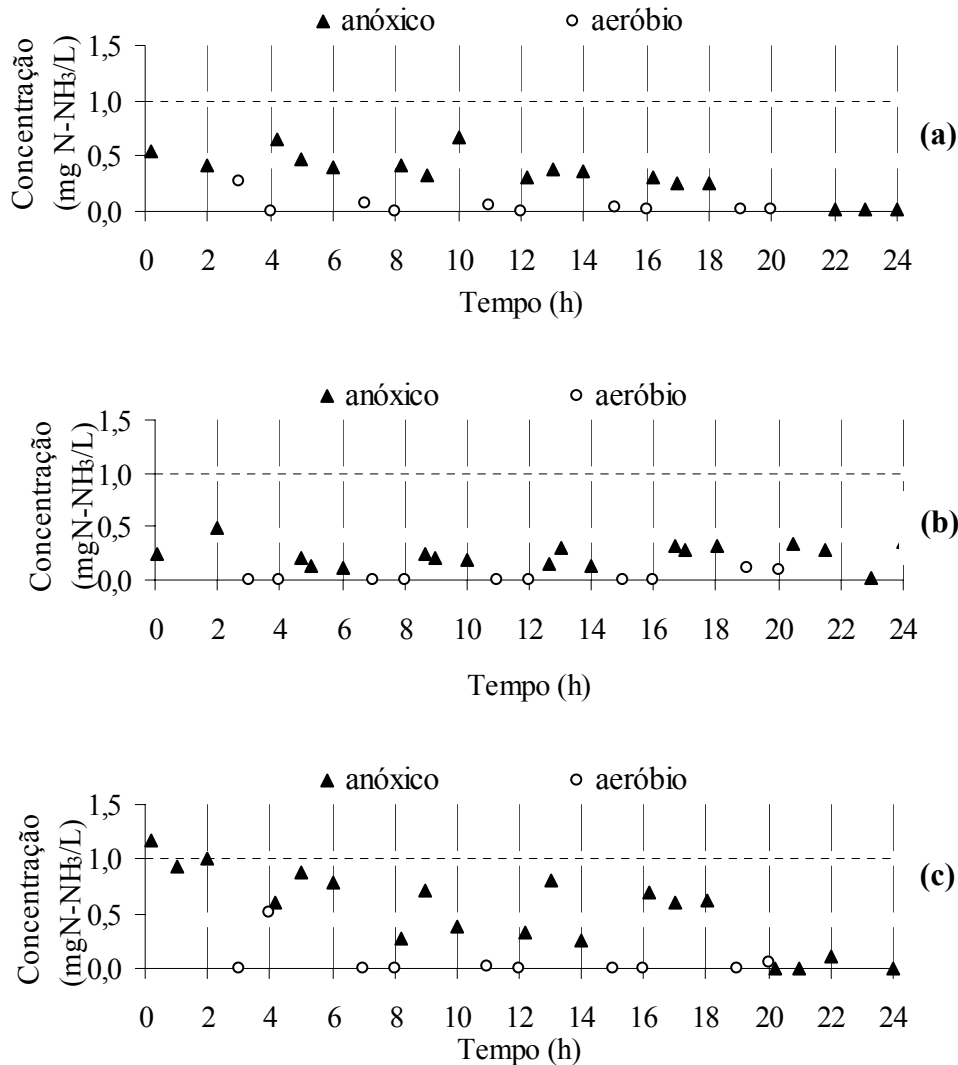 ▲ anóxico ○ aeróbio
Concentração
(mg N-NH3/L)
1,5
1,0
0,5
0,0
0 2 4 6 8 10 12 14 16 18 20 22 24
Tempo (h)
(a)
▲ anóxico ○ aeróbio
Concentração
(mgN-NH3/L)
1,5
1,0
0,5
0,0
0 2 4 6 8 10 12 14 16 18 20 22 24
Tempo (h)
(b)
▲ anóxico ○ aeróbio
Concentração
(mgN-NH3/L)
1,5
1,0
0,5
0,0
0 2 4 6 8 10 12 14 16 18 20 22 24
Tempo (h)
(c)